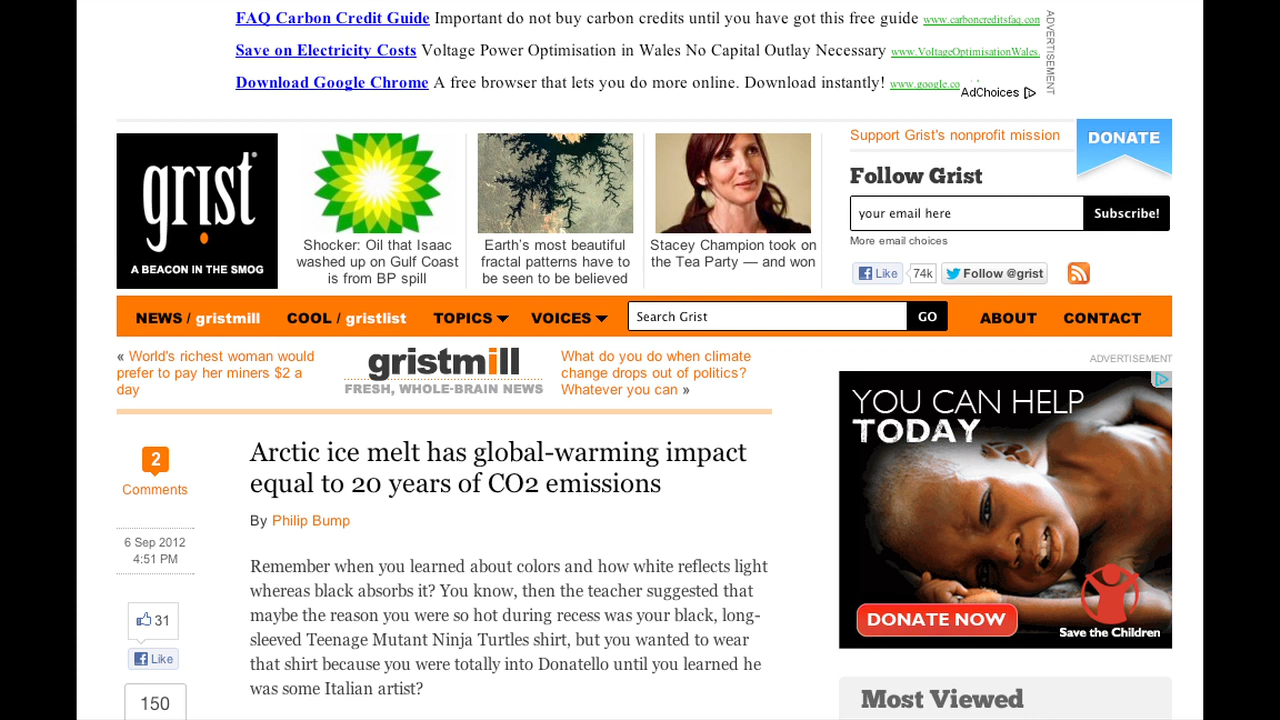 FAQ Carbon Credit Guide Important do not buy carbon credits until you have got this free guide www.carboncreditsfaq.com
Save on Electricity Costs Voltage Power Optimisation in Wales No Capital Outlay Necessary www.VoltageOptimisationWales.
Download Google Chrome A free browser that lets you do more online. Download instantly! www.google.co
AdChoices
ADVERTISEMENT
grist®
A BEACON IN THE SMOG
Shocker: Oil that Isaac
washed up on Gulf Coast
is from BP spill
Earth's most beautiful
fractal patterns have to
be seen to be believed
Stacey Champion took on
the Tea Party — and won
Support Grist's nonprofit mission
DONATE
Follow Grist
your email here
Subscribe!
More email choices
Like 74k Follow @grist
NEWS / gristmill COOL / gristlist TOPICS VOICES Search Grist GO ABOUT CONTACT
« World's richest woman would
prefer to pay her miners $2 a
day
gristmill
FRESH, WHOLE-BRAIN NEWS
What do you do when climate
change drops out of politics?
Whatever you can »
ADVERTISEMENT
YOU CAN HELP
TODAY
DONATE NOW
Save the Children
2
Comments
6 Sep 2012
4:51 PM
31
Like
150
Arctic ice melt has global-warming impact
equal to 20 years of CO2 emissions
By Philip Bump
Remember when you learned about colors and how white reflects light
whereas black absorbs it? You know, then the teacher suggested that
maybe the reason you were so hot during recess was your black, long-
sleeved Teenage Mutant Ninja Turtles shirt, but you wanted to wear
that shirt because you were totally into Donatello until you learned he
was some Italian artist?
Most Viewed